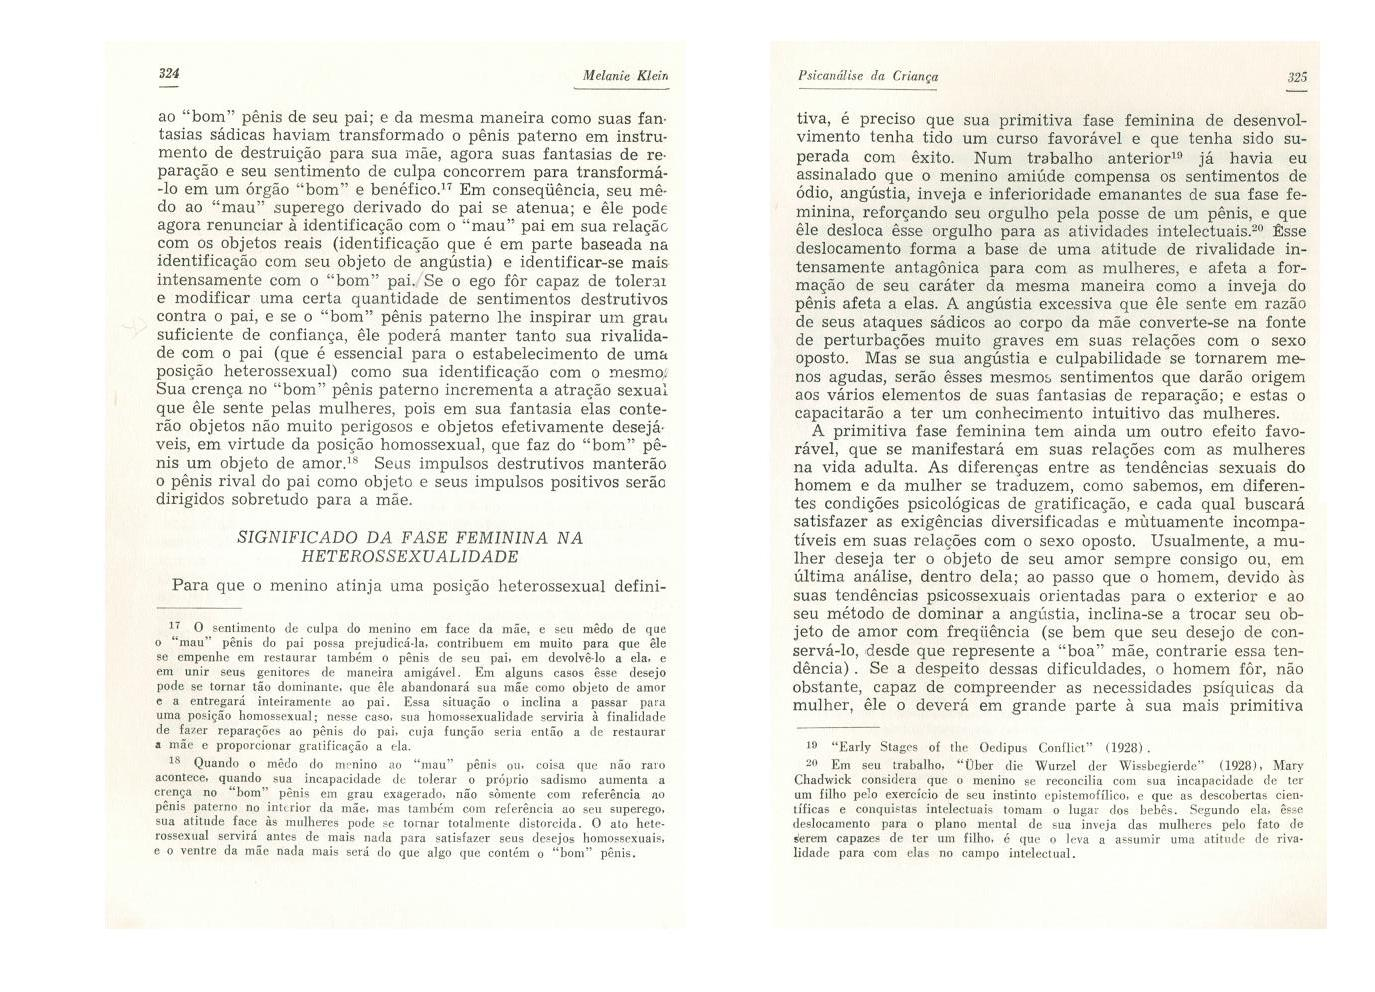 324
Melanie Klein
ao “bom” pênis de seu pai; e da mesma maneira como suas fan-
tasias sádicas haviam transformado o pênis paterno em instru-
mento de destruição para sua mãe, agora suas fantasias de re-
paração e seu sentimento de culpa concorrem para transformá-
-lo em um órgão “bom” e benéfico.¹⁷ Em conseqüência, seu mê-
do ao “mau” superego derivado do pai se atenua; e êle pode
agora renunciar à identificação com o “mau” pai em sua relação
com os objetos reais (identificação que é em parte baseada na
identificação com seu objeto de angústia) e identificar-se mais
intensamente com o “bom” pai. Se o ego fôr capaz de tolerar
e modificar uma certa quantidade de sentimentos destrutivos
contra o pai, e se o “bom” pênis paterno lhe inspirar um grau
suficiente de confiança, êle poderá manter tanto sua rivalida-
de com o pai (que é essencial para o estabelecimento de uma
posição heterossexual) como sua identificação com o mesmo.
Sua crença no “bom” pênis paterno incrementa a atração sexual
que êle sente pelas mulheres, pois em sua fantasia elas conte-
rão objetos não muito perigosos e objetos efetivamente desejá-
veis, em virtude da posição homossexual, que faz do “bom” pê-
nis um objeto de amor.¹⁸ Seus impulsos destrutivos manterão
o pênis rival do pai como objeto e seus impulsos positivos serão
dirigidos sobretudo para a mãe.
SIGNIFICADO DA FASE FEMININA NA
HETEROSSEXUALIDADE
Para que o menino atinja uma posição heterossexual defini-
¹⁷ O sentimento de culpa do menino em face da mãe, e seu mêdo de que
o “mau” pênis do pai possa prejudicá-la, contribuem em muito para que êle
se empenhe em restaurar também o pênis de seu pai, em devolvê-lo a ela, e
em unir seus genitores de maneira amigável. Em alguns casos êsse desejo
pode se tornar tão dominante, que êle abandonará sua mãe como objeto de amor
e a entregará inteiramente ao pai. Essa situação o inclina a passar para
uma posição homossexual; nesse caso, sua homossexualidade serviria à finalidade
de fazer reparações ao pênis do pai, cuja função seria então a de restaurar
a mãe e proporcionar gratificação a ela.
¹⁸ Quando o mêdo do menino ao “mau” pênis ou, coisa que não raro
acontece, quando sua incapacidade de tolerar o próprio sadismo aumenta a
crença no “bom” pênis em grau exagerado, não sòmente com referência ao
pênis paterno no interior da mãe, mas também com referência ao seu superego,
sua atitude face às mulheres pode se tornar totalmente distorcida. O ato hete-
rossexual servirá antes de mais nada para satisfazer seus desejos homossexuais,
e o ventre da mãe nada mais será do que algo que contém o “bom” pênis.
Psicanálise da Criança
325
tiva, é preciso que sua primitiva fase feminina de desenvol-
vimento tenha tido um curso favorável e que tenha sido su-
perada com êxito. Num trabalho anterior¹⁹ já havia eu
assinalado que o menino amiúde compensa os sentimentos de
ódio, angústia, inveja e inferioridade emanantes de sua fase fe-
minina, reforçando seu orgulho pela posse de um pênis, e que
êle desloca êsse orgulho para as atividades intelectuais.²⁰ Êsse
deslocamento forma a base de uma atitude de rivalidade in-
tensamente antagônica para com as mulheres, e afeta a for-
mação de seu caráter da mesma maneira como a inveja do
pênis afeta a elas. A angústia excessiva que êle sente em razão
de seus ataques sádicos ao corpo da mãe converte-se na fonte
de perturbações muito graves em suas relações com o sexo
oposto. Mas se sua angústia e culpabilidade se tornarem me-
nos agudas, serão êsses mesmos sentimentos que darão origem
aos vários elementos de suas fantasias de reparação; e estas o
capacitarão a ter um conhecimento intuitivo das mulheres.
A primitiva fase feminina tem ainda um outro efeito favo-
rável, que se manifestará em suas relações com as mulheres
na vida adulta. As diferenças entre as tendências sexuais do
homem e da mulher se traduzem, como sabemos, em diferen-
tes condições psicológicas de gratificação, e cada qual buscará
satisfazer as exigências diversificadas e mùtuamente incompa-
tíveis em suas relações com o sexo oposto. Usualmente, a mu-
lher deseja ter o objeto de seu amor sempre consigo ou, em
última análise, dentro dela; ao passo que o homem, devido às
suas tendências psicossexuais orientadas para o exterior e ao
seu método de dominar a angústia, inclina-se a trocar seu ob-
jeto de amor com freqüência (se bem que seu desejo de con-
servá-lo, desde que represente a “boa” mãe, contrarie essa ten-
dência). Se a despeito dessas dificuldades, o homem fôr, não
obstante, capaz de compreender as necessidades psíquicas da
mulher, êle o deverá em grande parte à sua mais primitiva
¹⁹ “Early Stages of the Oedipus Conflict” (1928).
²⁰ Em seu trabalho, “Über die Wurzel der Wissbegierde” (1928), Mary
Chadwick considera que o menino se reconcilia com sua incapacidade de ter
um filho pelo exercício de seu instinto epistemofílico, e que as descobertas cien-
tíficas e conquistas intelectuais tomam o lugar dos bebês. Segundo ela, êsse
deslocamento para o plano mental de sua inveja das mulheres pelo fato de
serem capazes de ter um filho, é que o leva a assumir uma atitude de riva-
lidade para com elas no campo intelectual.